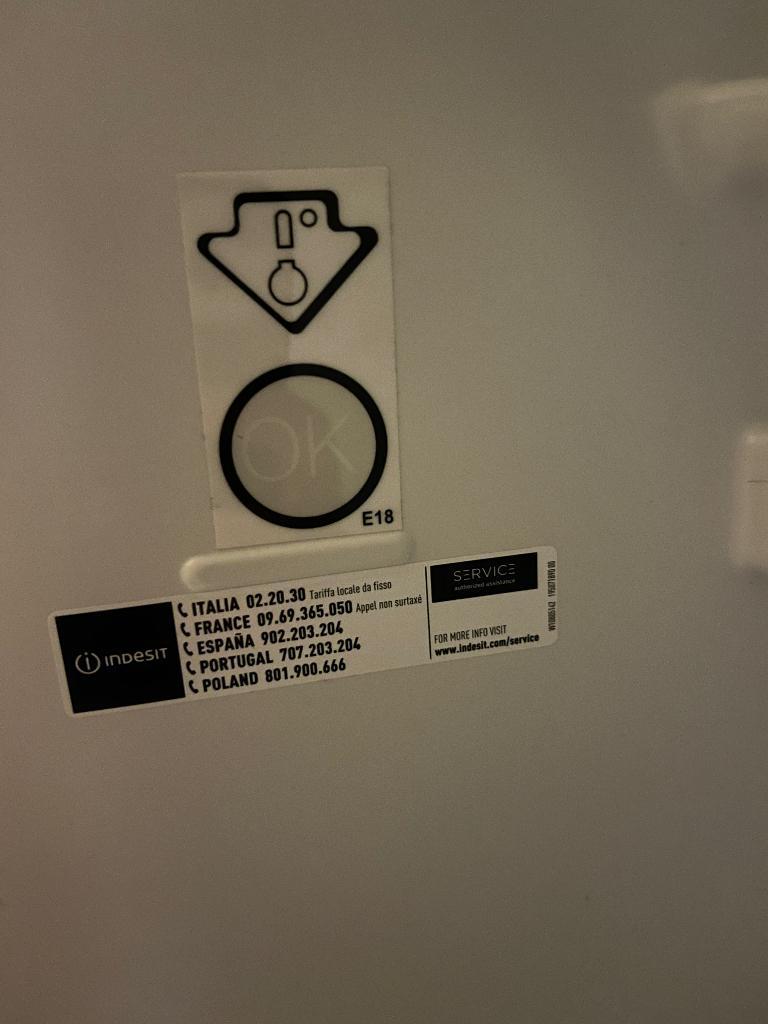 OK
E18
INDESIT
ITALIA 02.20.30 Tariffa locale da fisso
FRANCE 09.69.365.050 Appel non surtaxé
ESPAÑA 902.203.204
PORTUGAL 707.203.204
POLAND 801.900.666
SERVICE
authorized assistance
FOR MORE INFO VISIT
www.indesit.com/service